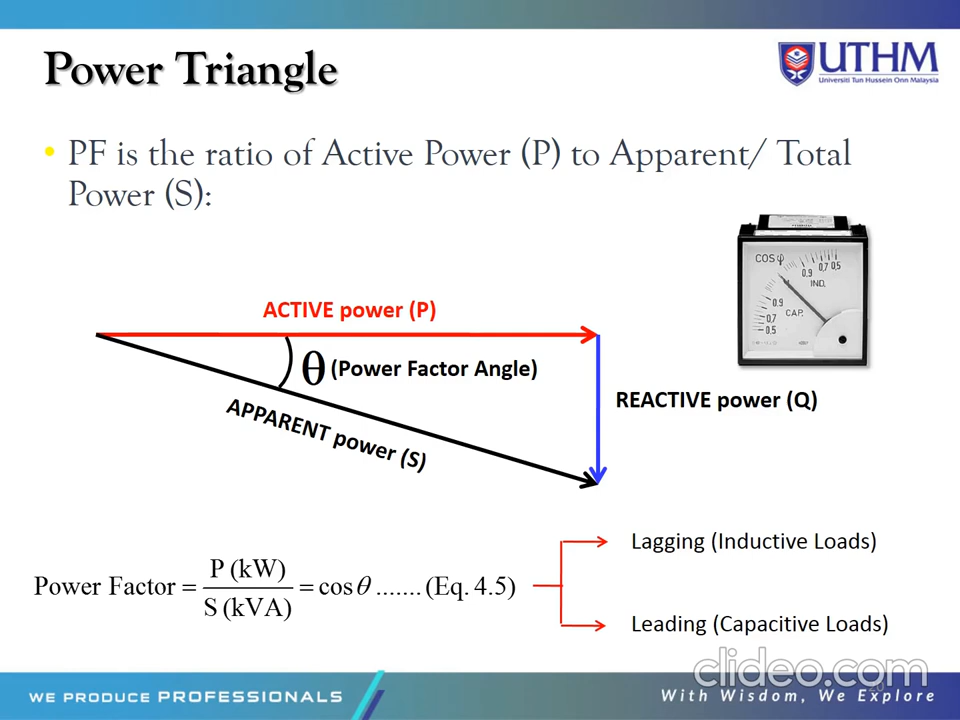 Power Triangle
UTHM
Universiti Tun Hussein Onn Malaysia
• PF is the ratio of Active Power (P) to Apparent/ Total
Power (S):
COS φ
0,9 0,7 0,5
IND.
0,9
CAP.
0,7
0,5
ACTIVE power (P)
θ (Power Factor Angle)
REACTIVE power (Q)
APPARENT power (S)
Lagging (Inductive Loads)
Power Factor = P (kW) / S (kVA) = cos θ ....... (Eq. 4.5)
Leading (Capacitive Loads)
clideo.com
20
WE PRODUCE PROFESSIONALS
With Wisdom, We Explore